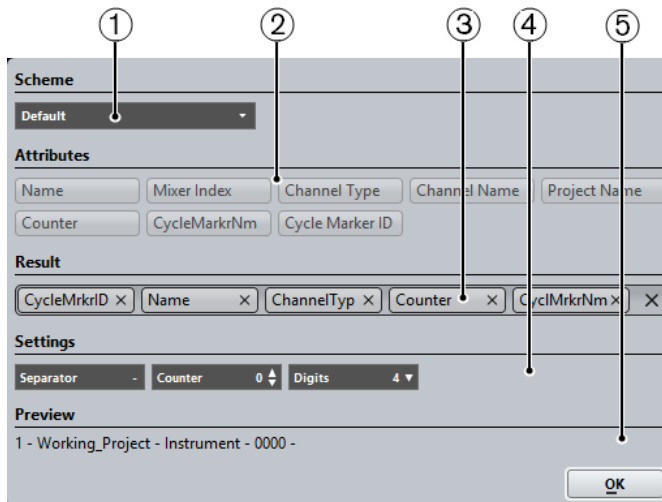 1 2 3 4 5
Scheme
Default
Attributes
Name Mixer Index Channel Type Channel Name Project Name
Counter CycleMarkrNm Cycle Marker ID
Result
CycleMrkrID × Name × ChannelTyp × Counter × CyclMrkrNm × ×
Settings
Separator - Counter 0 Digits 4
Preview
1 - Working_Project - Instrument - 0000 -
OK